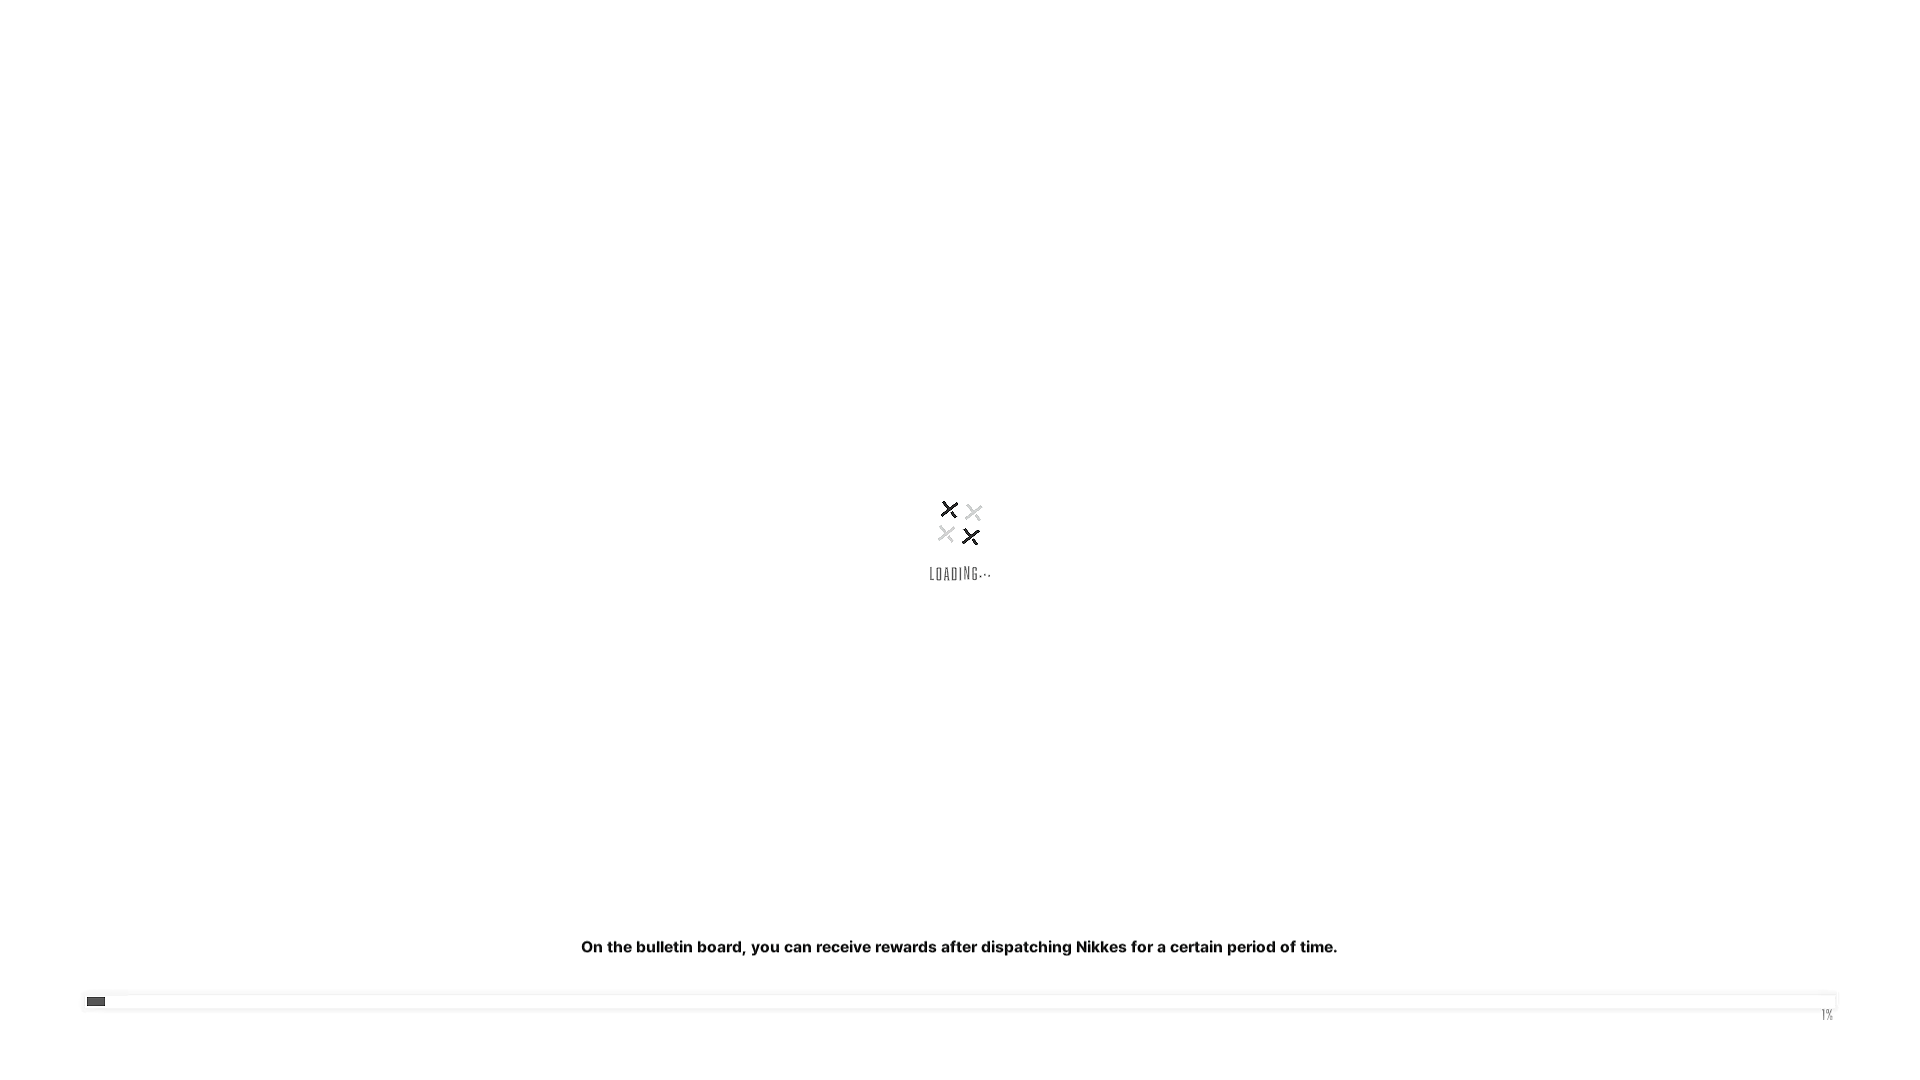 LOADING...
On the bulletin board, you can receive rewards after dispatching Nikkes for a certain period of time.
1%